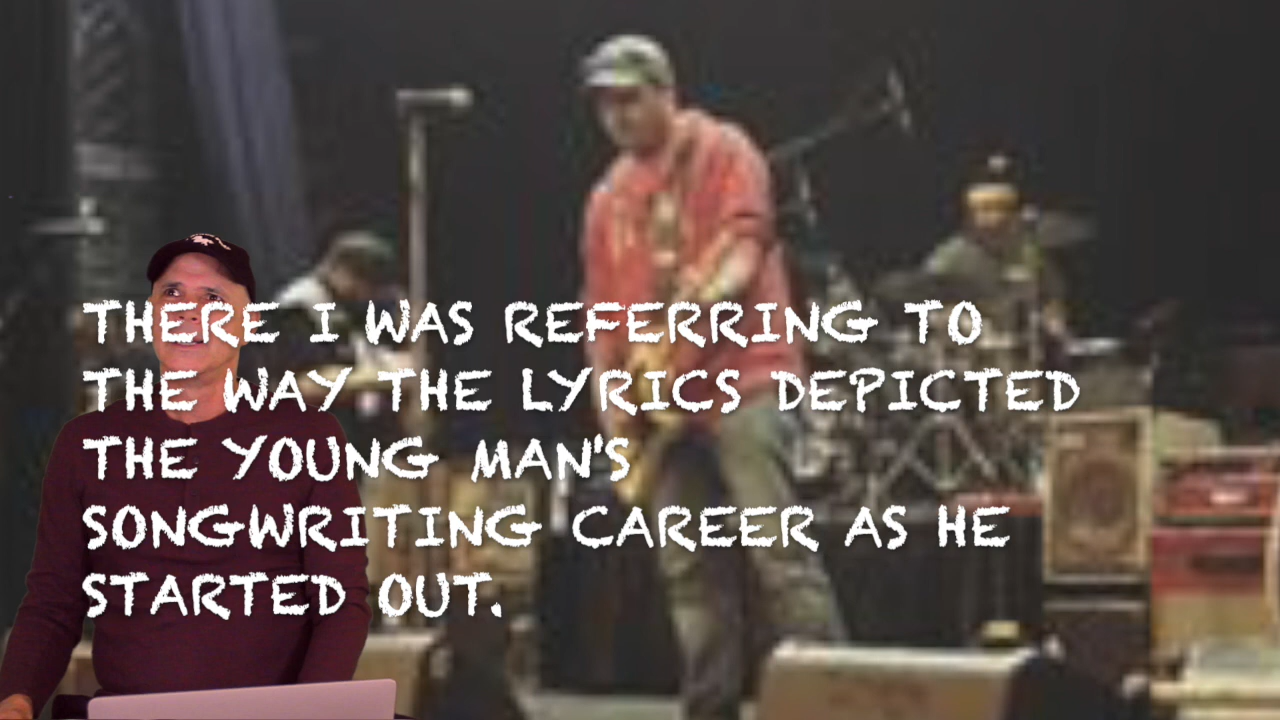 THERE I WAS REFERRING TO
THE WAY THE LYRICS DEPICTED
THE YOUNG MAN'S
SONGWRITING CAREER AS HE
STARTED OUT.